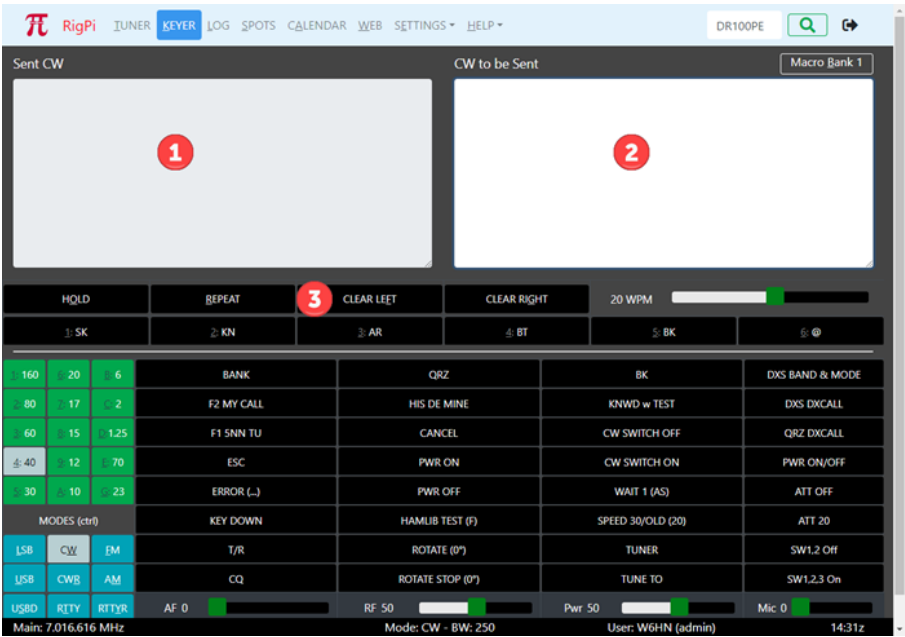 π RigPi TUNER KEYER LOG SPOTS CALENDAR WEB SETTINGS HELP DR100PE
Sent CW CW to be Sent Macro Bank 1
1 2
HOLD REPEAT 3 CLEAR LEFT CLEAR RIGHT 20 WPM
1: SK 2: KN 3: AR 4: BT 5: BK 6: @
1: 160 6: 20 B: 6 BANK QRZ BK DXS BAND & MODE
2: 80 7: 17 C: 2 F2 MY CALL HIS DE MINE KNWD w TEST DXS DXCALL
3: 60 8: 15 D: 1.25 F1 5NN TU CANCEL CW SWITCH OFF QRZ DXCALL
4: 40 9: 12 E: 70 ESC PWR ON CW SWITCH ON PWR ON/OFF
5: 30 A: 10 G: 23 ERROR (...) PWR OFF WAIT 1 (AS) ATT OFF
MODES (ctrl) KEY DOWN HAMLIB TEST (F) SPEED 30/OLD (20) ATT 20
LSB CW FM T/R ROTATE (0°) TUNER SW1,2 Off
USB CWR AM CQ ROTATE STOP (0°) TUNE TO SW1,2,3 On
USBD RTTY RTTYR AF 0 RF 50 Pwr 50 Mic 0
Main: 7.016.616 MHz Mode: CW - BW: 250 User: W6HN (admin) 14:31z